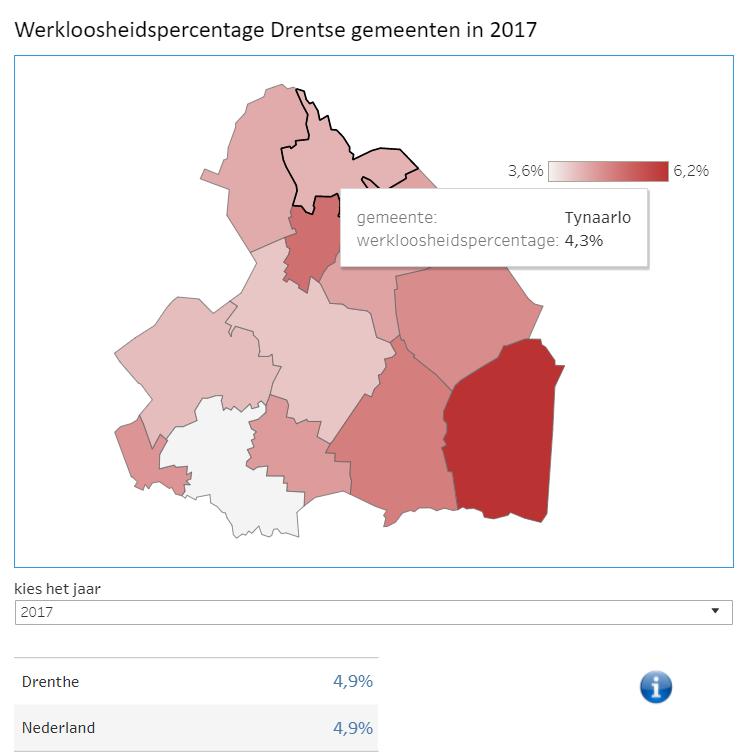 Werkloosheidspercentage Drentse gemeenten in 2017
3,6% 6,2%
gemeente: Tynaarlo
werkloosheidspercentage: 4,3%
kies het jaar
2017
Drenthe 4,9%
Nederland 4,9%